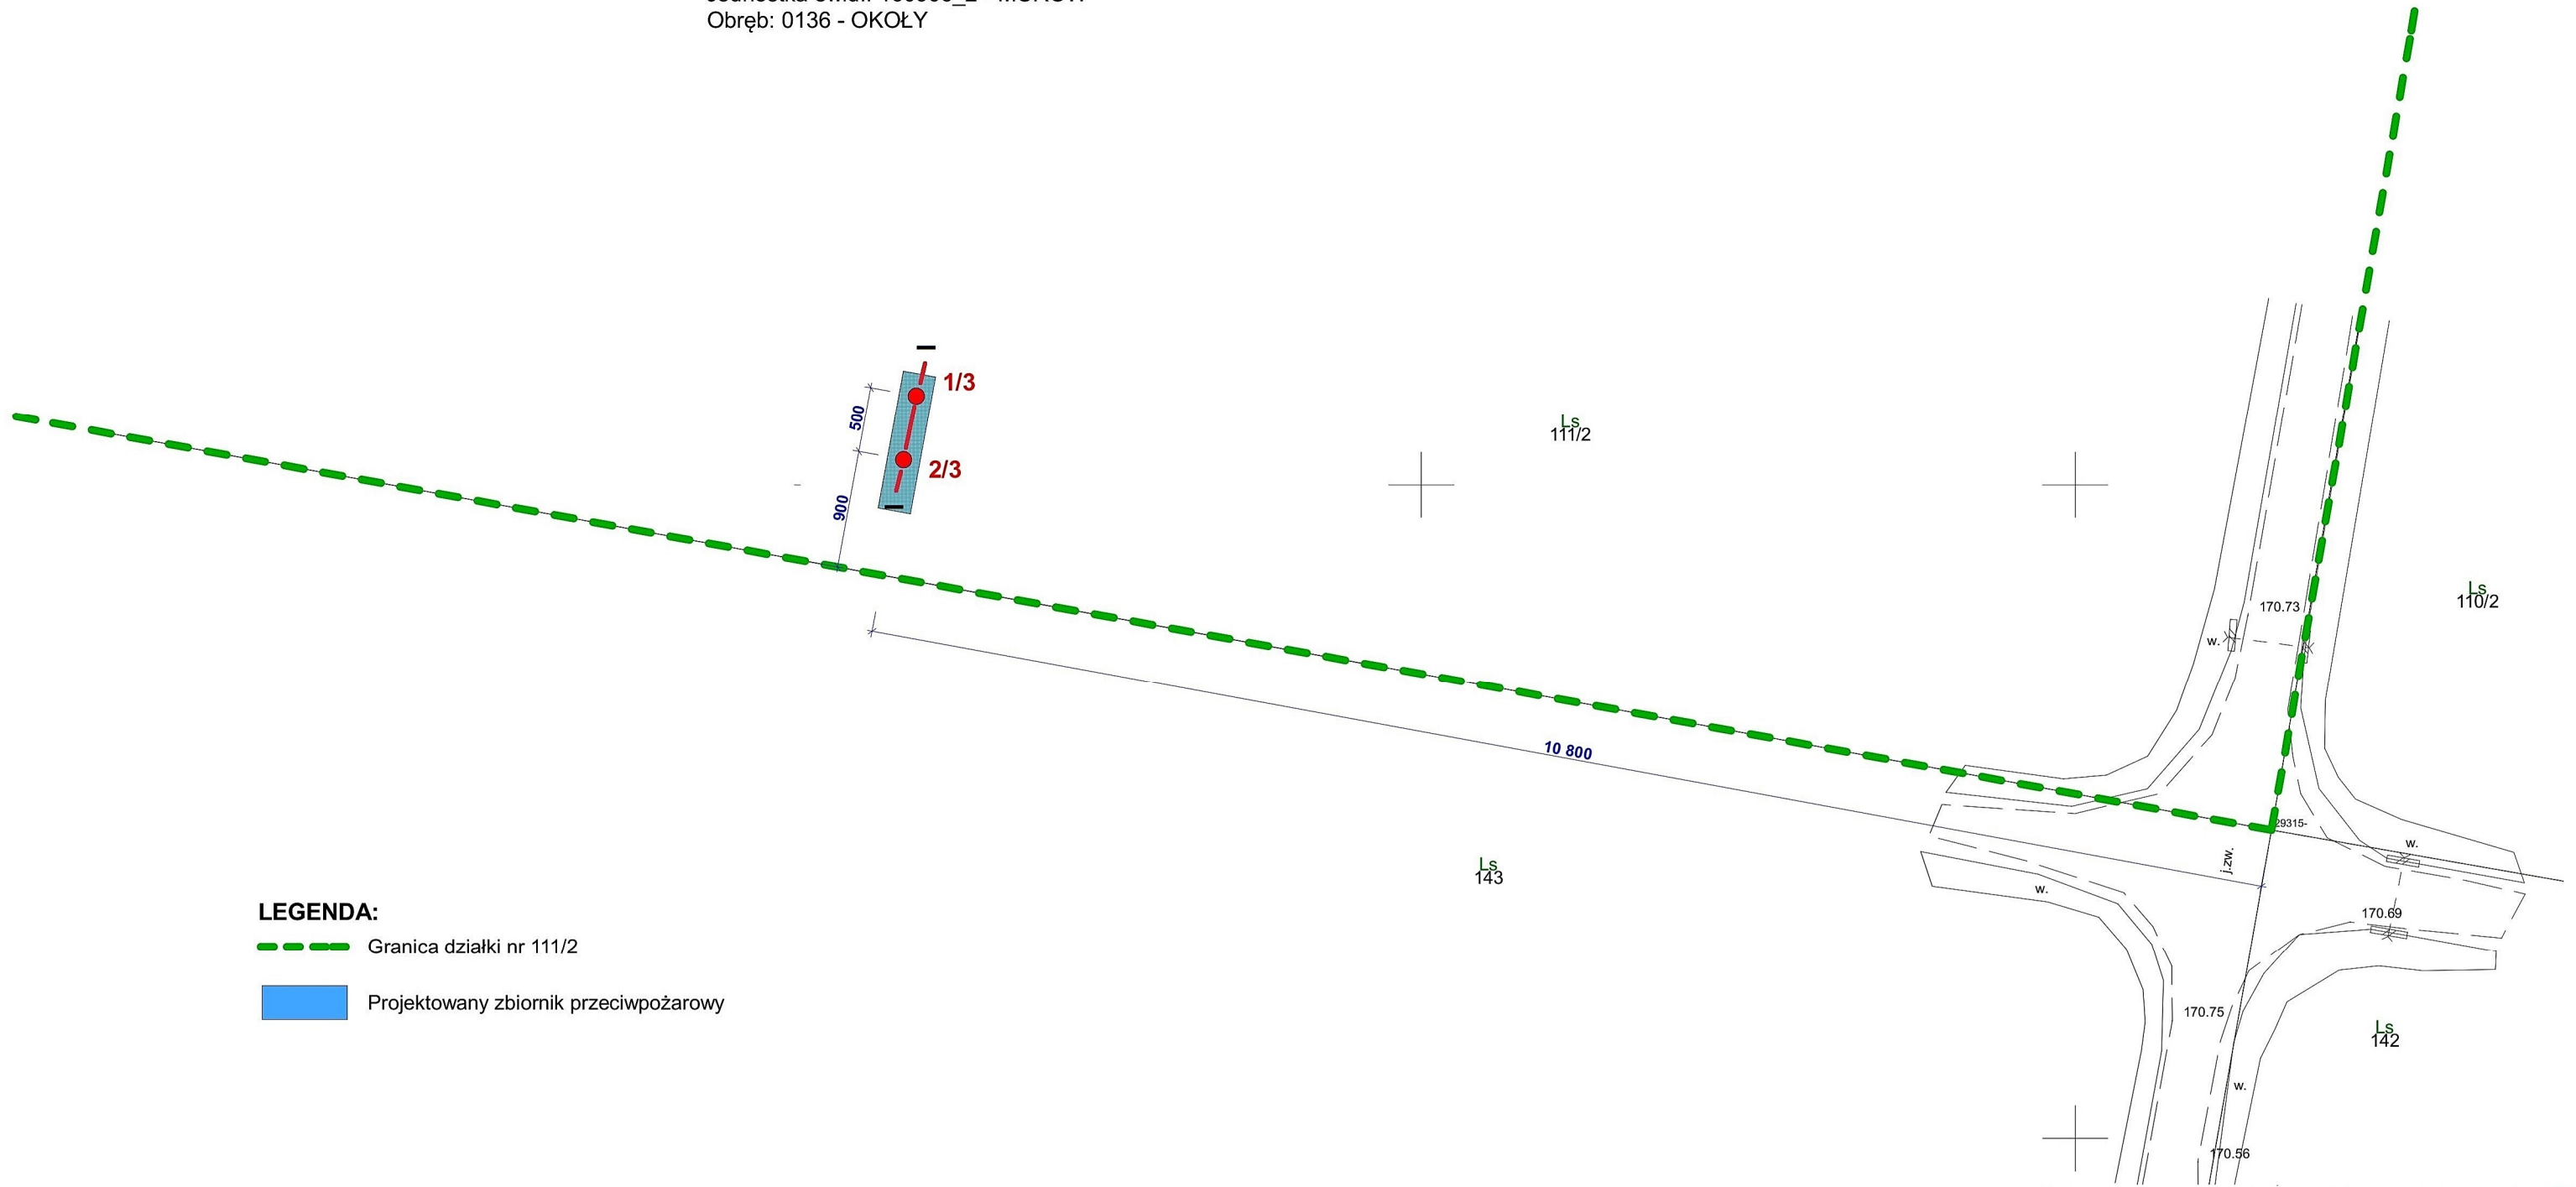 Obręb: 0136 - OKOŁY
1/3
500
2/3
900
Ls
111/2
Ls
110/2
170.73
w.
10 800
29315-
j.zw.
w.
Ls
143
w.
170.69
LEGENDA:
Granica działki nr 111/2
Projektowany zbiornik przeciwpożarowy
170.75
Ls
142
w.
170.56